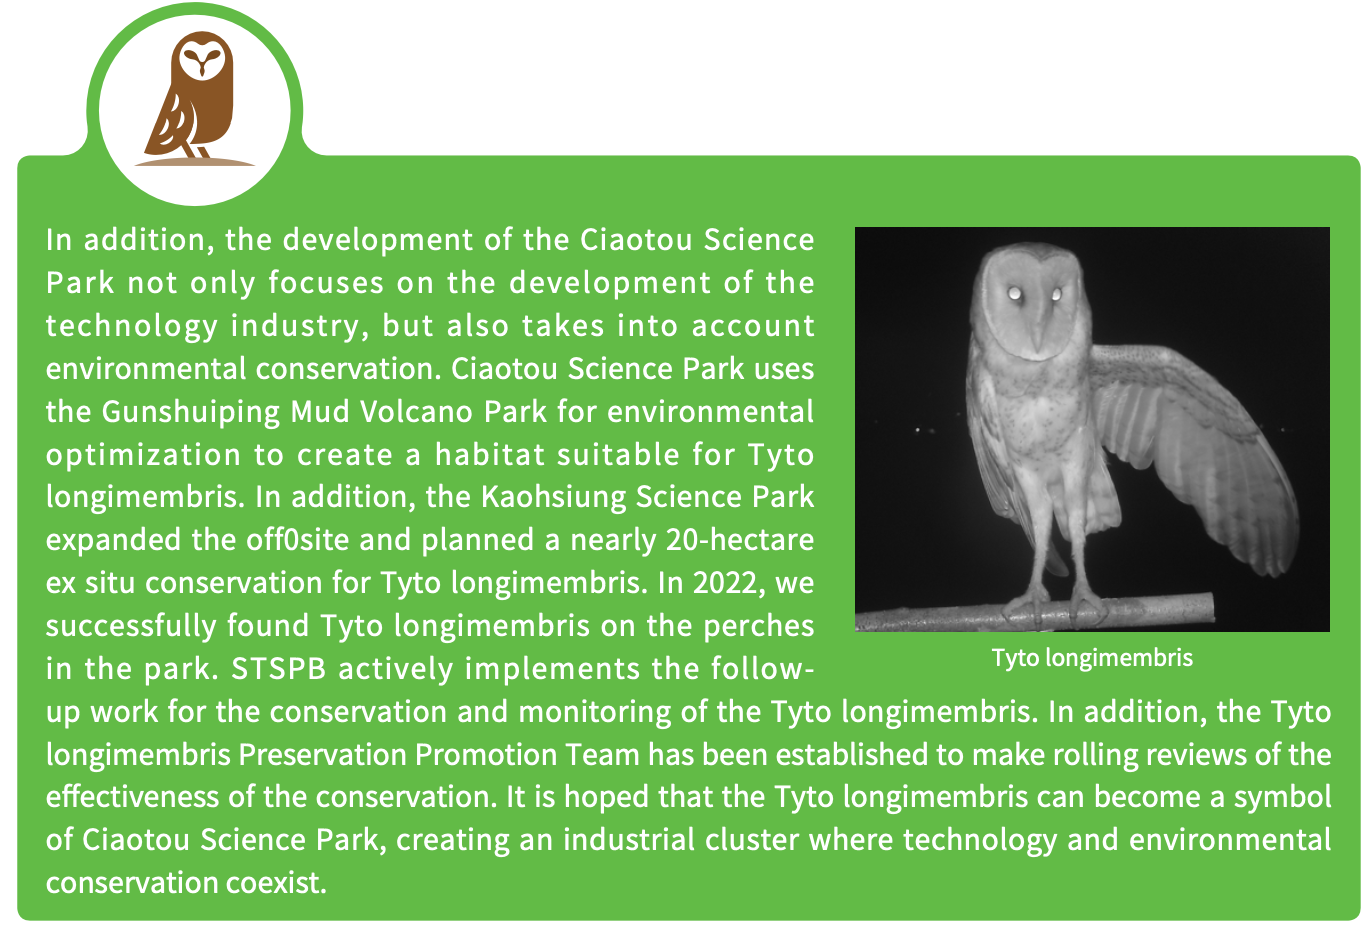 In addition, the development of the Ciaotou Science
Park not only focuses on the development of the
technology industry, but also takes into account
environmental conservation. Ciaotou Science Park uses
the Gunshuiping Mud Volcano Park for environmental
optimization to create a habitat suitable for Tyto
longimembris. In addition, the Kaohsiung Science Park
expanded the off0site and planned a nearly 20-hectare
ex situ conservation for Tyto longimembris. In 2022, we
successfully found Tyto longimembris on the perches
in the park. STSPB actively implements the follow-
up work for the conservation and monitoring of the Tyto longimembris. In addition, the Tyto
longimembris Preservation Promotion Team has been established to make rolling reviews of the
effectiveness of the conservation. It is hoped that the Tyto longimembris can become a symbol
of Ciaotou Science Park, creating an industrial cluster where technology and environmental
conservation coexist.
Tyto longimembris